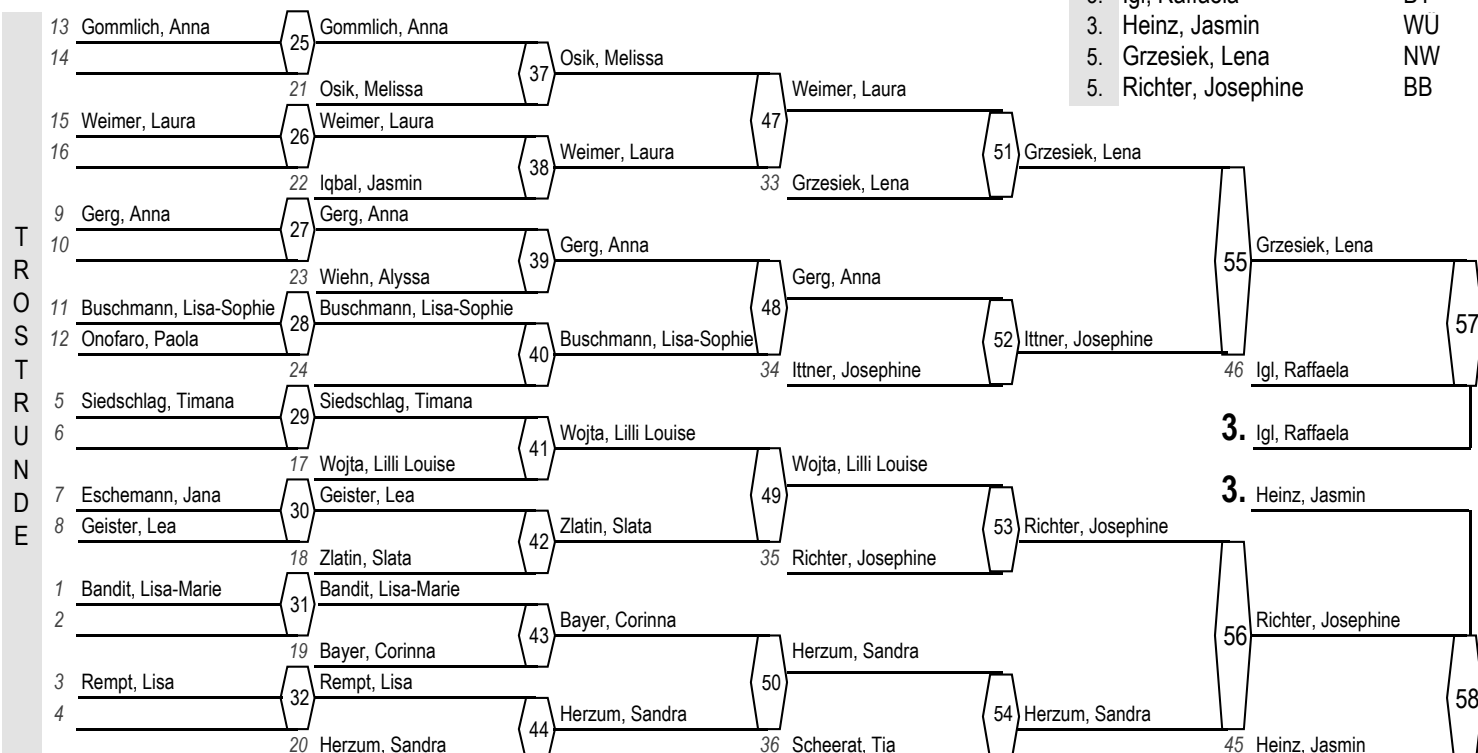 3. Igl, Raffaela BY
3. Heinz, Jasmin WÜ
5. Grzesiek, Lena NW
5. Richter, Josephine BB
TROSTRUNDE
13 Gommlich, Anna 25 Gommlich, Anna
14 37 Osik, Melissa
21 Osik, Melissa Weimer, Laura
15 Weimer, Laura 26 Weimer, Laura 47
16 38 Weimer, Laura 51 Grzesiek, Lena
22 Iqbal, Jasmin 33 Grzesiek, Lena
9 Gerg, Anna 27 Gerg, Anna
10 39 Gerg, Anna 55 Grzesiek, Lena
23 Wiehn, Alyssa Gerg, Anna
11 Buschmann, Lisa-Sophie 28 Buschmann, Lisa-Sophie 48 57
12 Onofaro, Paola 40 Buschmann, Lisa-Sophie 52 Ittner, Josephine
24 34 Ittner, Josephine 46 Igl, Raffaela
5 Siedschlag, Timana 29 Siedschlag, Timana
6 41 Wojta, Lilli Louise 3. Igl, Raffaela
17 Wojta, Lilli Louise Wojta, Lilli Louise
7 Eschemann, Jana 30 Geister, Lea 49 3. Heinz, Jasmin
8 Geister, Lea 42 Zlatin, Slata 53 Richter, Josephine
18 Zlatin, Slata 35 Richter, Josephine
1 Bandit, Lisa-Marie 31 Bandit, Lisa-Marie
2 43 Bayer, Corinna 56 Richter, Josephine
19 Bayer, Corinna Herzum, Sandra
3 Rempt, Lisa 32 Rempt, Lisa 50 58
4 44 Herzum, Sandra 54 Herzum, Sandra
20 Herzum, Sandra 36 Scheerat, Tia 45 Heinz, Jasmin